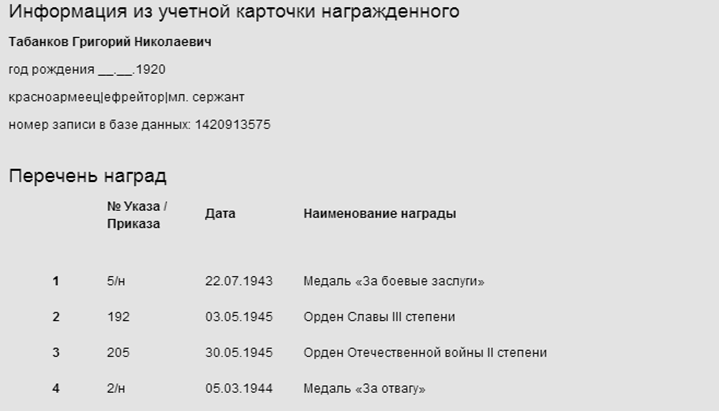 Информация из учетной карточки награжденного
Табанков Григорий Николаевич
год рождения __.__.1920
красноармеец|ефрейтор|мл. сержант
номер записи в базе данных: 1420913575
Перечень наград
№ Указа / Приказа Дата Наименование награды
1 5/н 22.07.1943 Медаль «За боевые заслуги»
2 192 03.05.1945 Орден Славы III степени
3 205 30.05.1945 Орден Отечественной войны II степени
4 2/н 05.03.1944 Медаль «За отвагу»